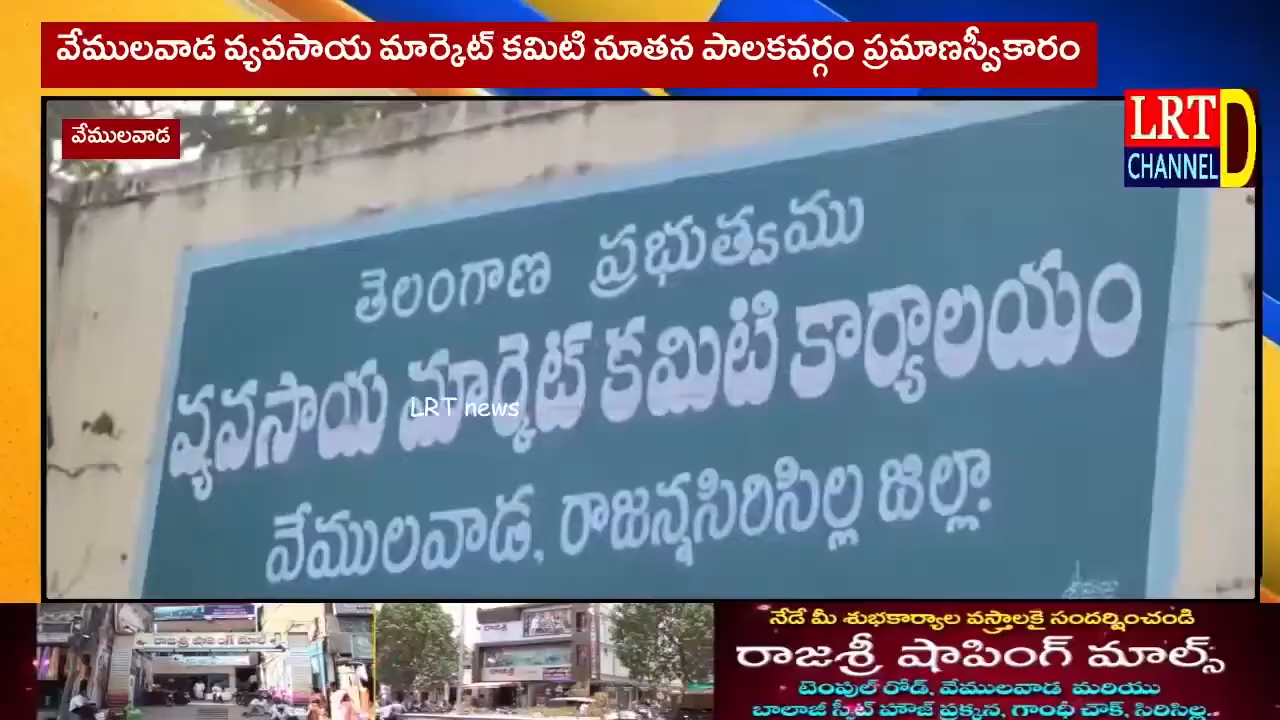 వేములవాడ వ్యవసాయ మార్కెట్ కమిటి నూతన పాలకవర్గం ప్రమాణస్వీకారం
వేములవాడ
LRT D
CHANNEL
తెలంగాణ ప్రభుత్వము
వ్యవసాయ మార్కెట్ కమిటి కార్యాలయం
LRT news
వేములవాడ, రాజన్నసిరిసిల్ల జిల్లా.
రాజశ్రీ షాపింగ్ మాల్
నేడే మీ శుభకార్యాల వస్త్రాలకై సందర్శించండి
రాజశ్రీ షాపింగ్ మాల్స్
టెంపుల్ రోడ్, వేములవాడ మరియు
బాలాజీ స్వీట్ హౌజ్ ప్రక్కన, గాంధీ చౌక్, సిరిసిల్ల..